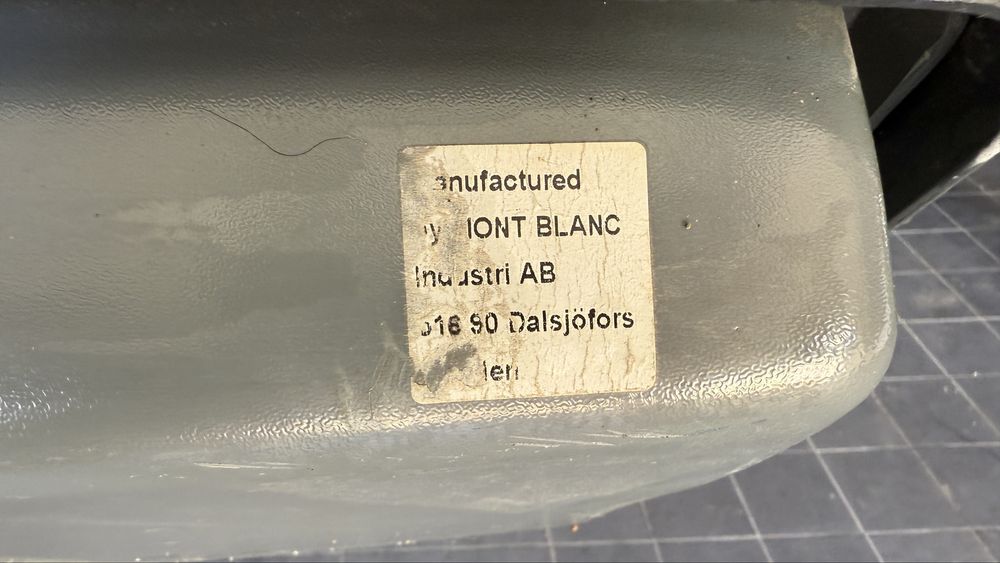 anufactured
y IONT BLANC
Industri AB
516 90 Dalsjöfors
len